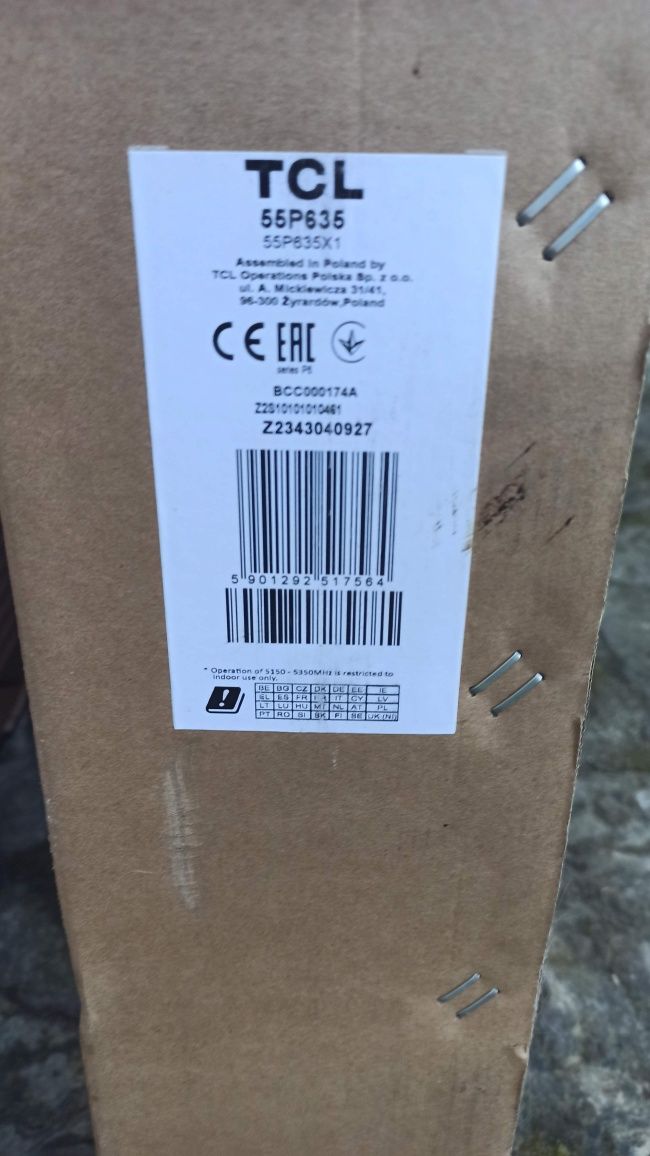 TCL
55P635
55P635X1
Assembled in Poland by
TCL Operations Polska Sp. z o.o.
ul. A. Mickiewicza 31/41,
96-300 Żyrardów,Poland
CE EAC
series P6
BCC000174A
Z2S10101010461
Z2343040927
5 901292 517564
* Operation of 5150 - 5350MHz is restricted to
indoor use only.
BE BG CZ DK DE EE IE
EL ES FR HR IT CY LV
LT LU HU MT NL AT PL
PT RO SI SK FI SE UK (NI)